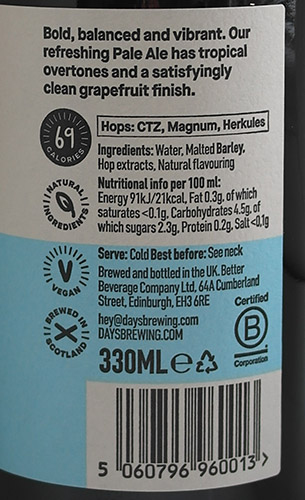 Bold, balanced and vibrant. Our
refreshing Pale Ale has tropical
overtones and a satisfyingly
clean grapefruit finish.
69
CALORIES
Hops: CTZ, Magnum, Herkules
Ingredients: Water, Malted Barley,
Hop extracts, Natural flavouring
NATURAL
INGREDIENTS
Nutritional info per 100 ml:
Energy 91kJ/21kcal, Fat 0.3g, of which
saturates <0.1g, Carbohydrates 4.5g, of
which sugars 2.3g, Protein 0.2g, Salt <0.1g
V
VEGAN
Serve: Cold Best before: See neck
Brewed and bottled in the UK. Better
Beverage Company Ltd. 64A Cumberland
Street, Edinburgh, EH3 6RE
BREWED IN
SCOTLAND
hey@daysbrewing.com
DAYSBREWING.COM
330ML e
Certified
B
Corporation
5 060796 960013 >